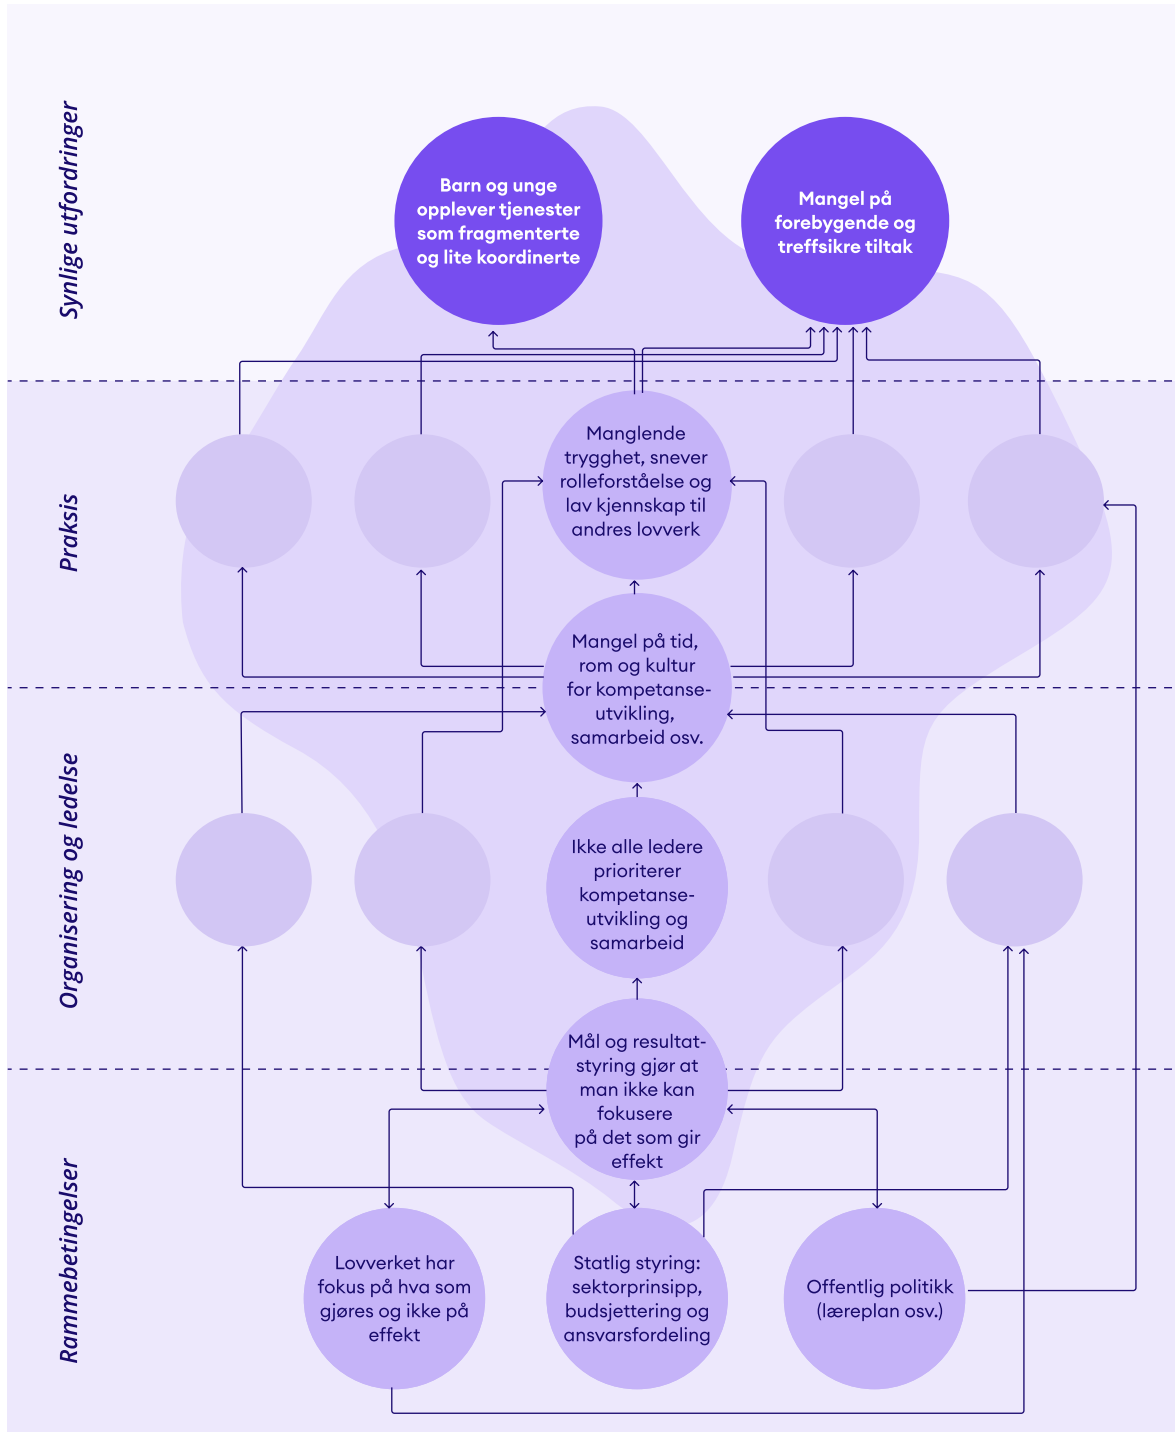 Synlige utfordringer
Barn og unge
opplever tjenester
som fragmenterte
og lite koordinerte
Mangel på
forebygende og
treffsikre tiltak
Praksis
Manglende
trygghet, snever
rolleforståelse og
lav kjennskap til
andres lovverk
Mangel på tid,
rom og kultur
for kompetanse-
utvikling,
samarbeid osv.
Organisering og ledelse
Ikke alle ledere
prioriterer
kompetanse-
utvikling og
samarbeid
Mål og resultat-
styring gjør at
man ikke kan
fokusere
på det som gir
effekt
Rammebetingelser
Lovverket har
fokus på hva som
gjøres og ikke på
effekt
Statlig styring:
sektorprinsipp,
budsjettering og
ansvarsfordeling
Offentlig politikk
(læreplan osv.)